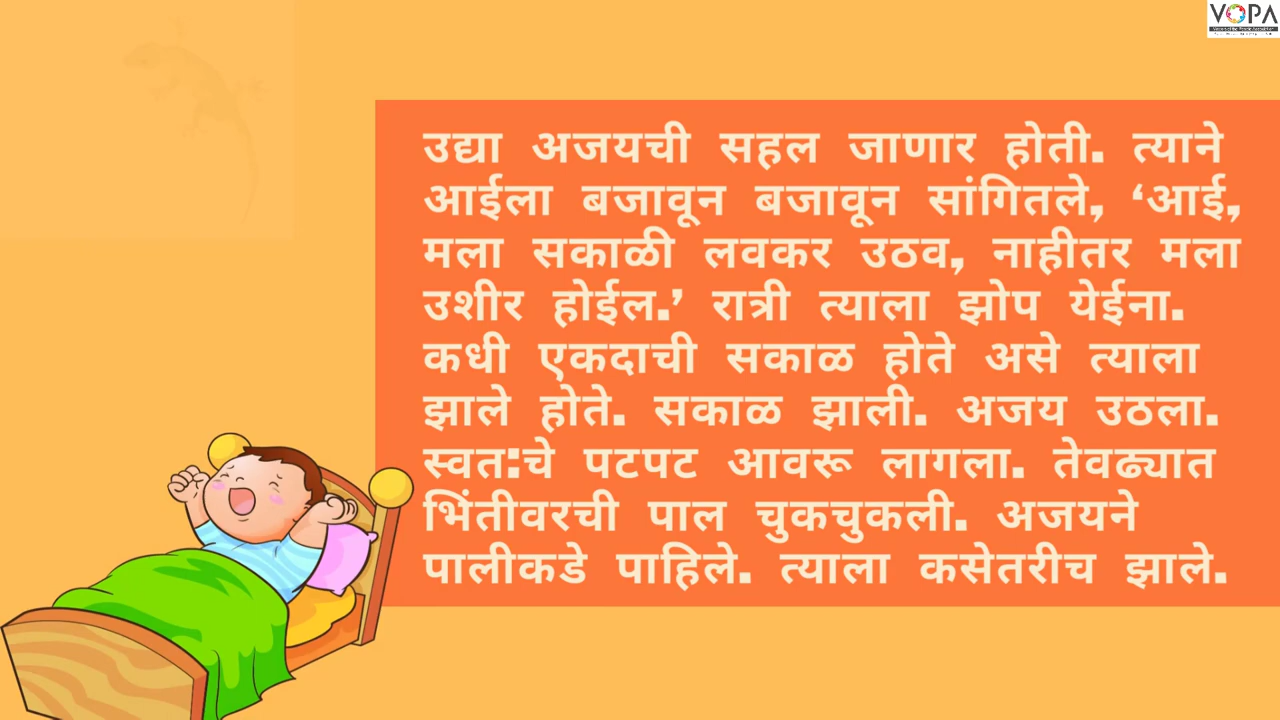 VOPA
उद्या अजयची सहल जाणार होती. त्याने
आईला बजावून बजावून सांगितले, ‘आई,
मला सकाळी लवकर उठव, नाहीतर मला
उशीर होईल.’ रात्री त्याला झोप येईना.
कधी एकदाची सकाळ होते असे त्याला
झाले होते. सकाळ झाली. अजय उठला.
स्वत:चे पटपट आवरू लागला. तेवढ्यात
भिंतीवरची पाल चुकचुकली. अजयने
पालीकडे पाहिले. त्याला कसेतरीच झाले.